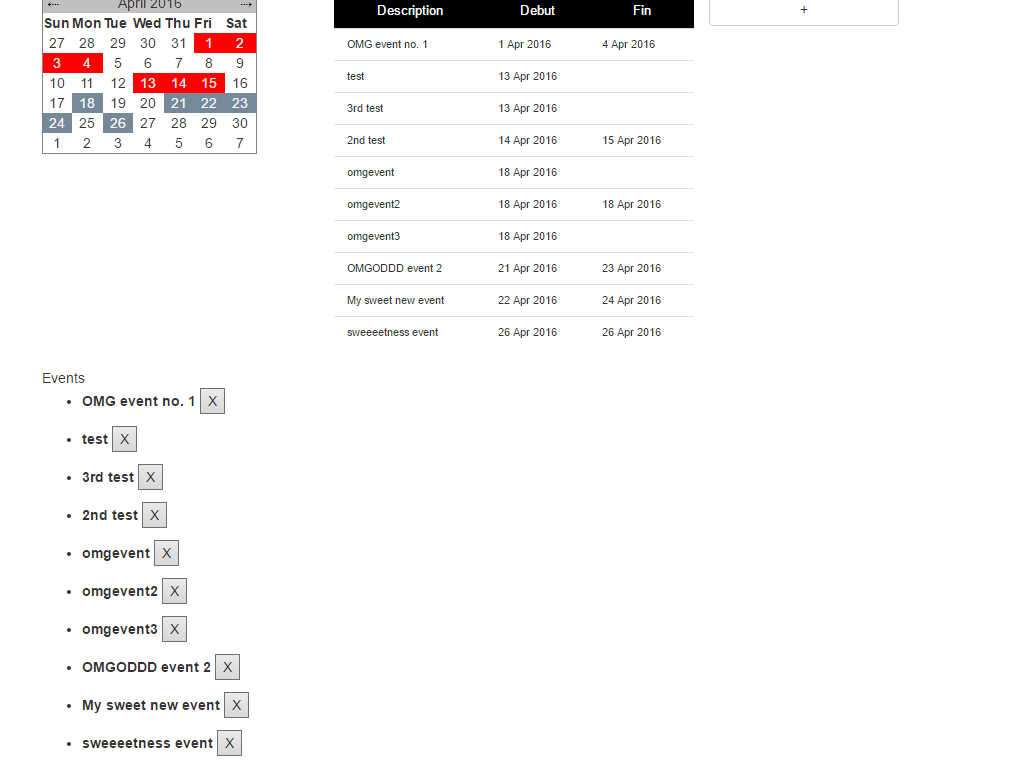 ⇠ April 2016 ⇢
Sun Mon Tue Wed Thu Fri Sat
27 28 29 30 31 1 2
3 4 5 6 7 8 9
10 11 12 13 14 15 16
17 18 19 20 21 22 23
24 25 26 27 28 29 30
1 2 3 4 5 6 7
Description Debut Fin
OMG event no. 1 1 Apr 2016 4 Apr 2016
test 13 Apr 2016
3rd test 13 Apr 2016
2nd test 14 Apr 2016 15 Apr 2016
omgevent 18 Apr 2016
omgevent2 18 Apr 2016 18 Apr 2016
omgevent3 18 Apr 2016
OMGODDD event 2 21 Apr 2016 23 Apr 2016
My sweet new event 22 Apr 2016 24 Apr 2016
sweeeetness event 26 Apr 2016 26 Apr 2016
+
Events
• OMG event no. 1 X
• test X
• 3rd test X
• 2nd test X
• omgevent X
• omgevent2 X
• omgevent3 X
• OMGODDD event 2 X
• My sweet new event X
• sweeeetness event X